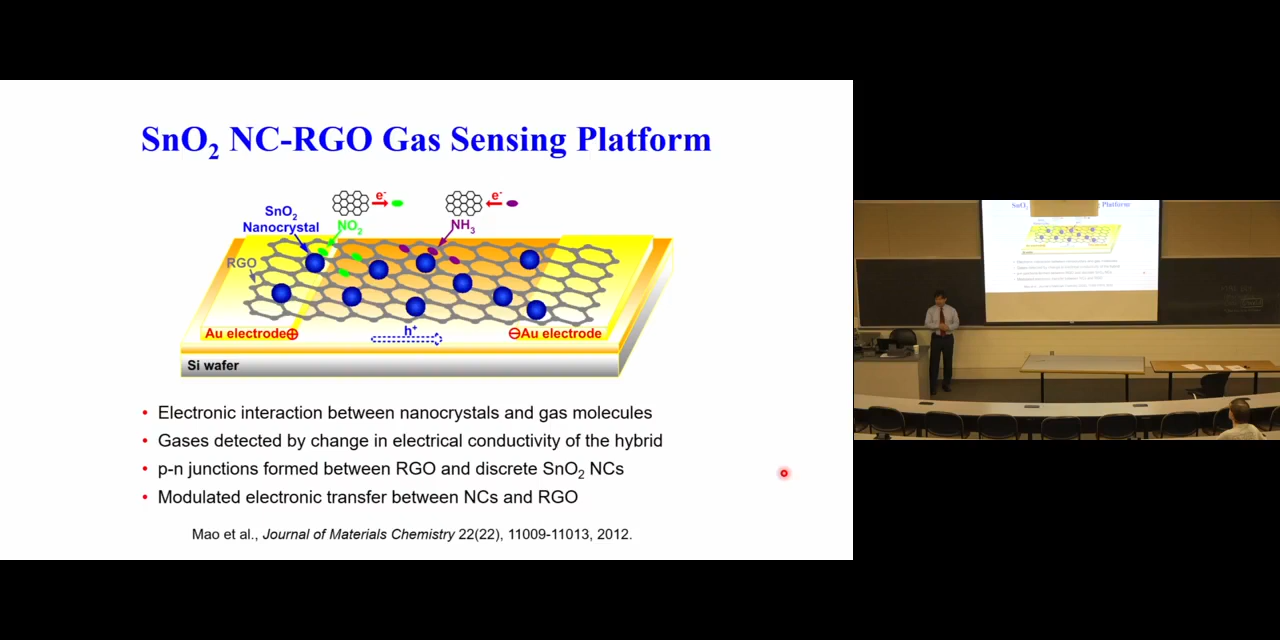 SnO₂ NC-RGO Gas Sensing Platform
e⁻
e⁻
SnO₂
Nanocrystal
NO₂
NH₃
RGO
Au electrode⊕
h⁺
⊖Au electrode
Si wafer
• Electronic interaction between nanocrystals and gas molecules
• Gases detected by change in electrical conductivity of the hybrid
• p-n junctions formed between RGO and discrete SnO₂ NCs
• Modulated electronic transfer between NCs and RGO
Mao et al., Journal of Materials Chemistry 22(22), 11009-11013, 2012.
Platform